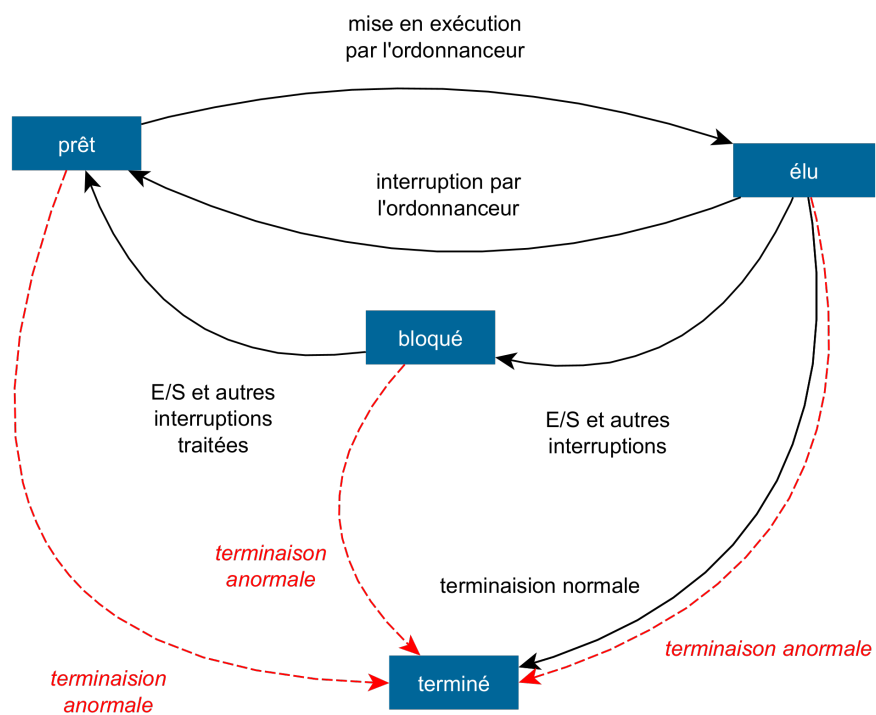 mise en exécution
par l'ordonnanceur
prêt
élu
interruption par
l'ordonnanceur
bloqué
E/S et autres
interruptions
traitées
E/S et autres
interruptions
terminaison
anormale
terminaision normale
terminaison anormale
terminaision
anormale
terminé